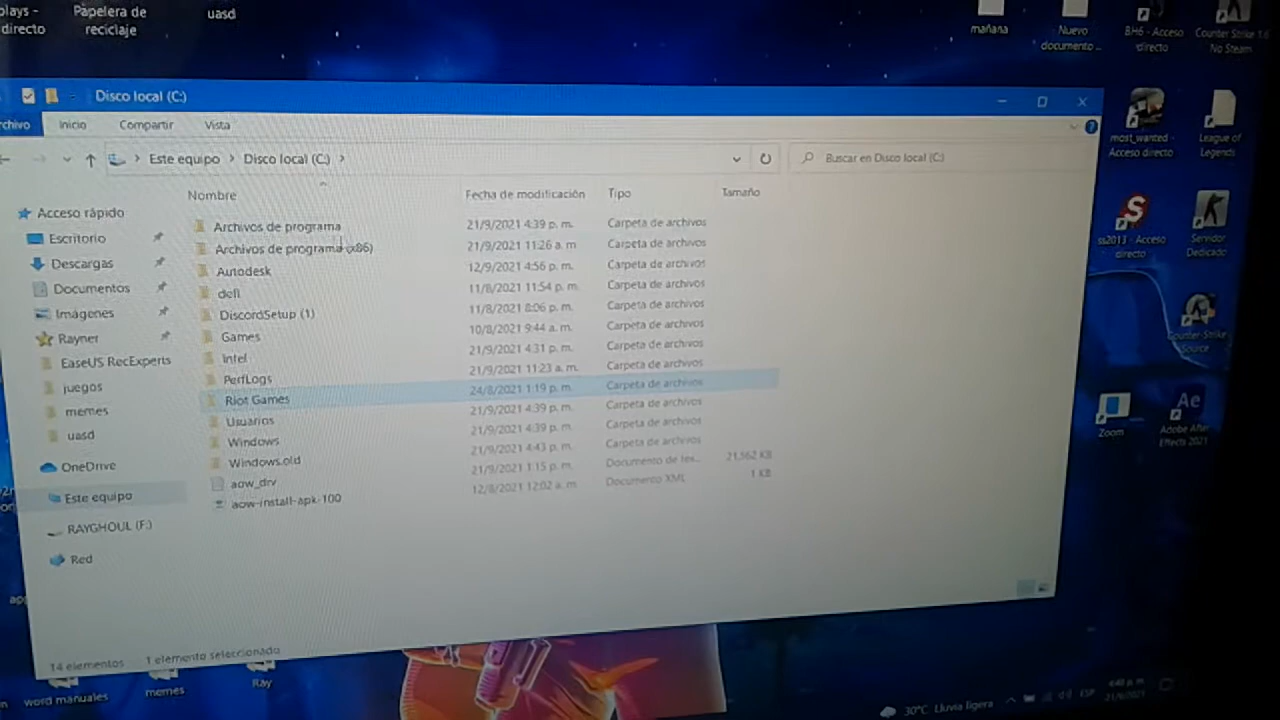 plays -
directo
Papelera de
reciclaje
uasd
mañana
Nuevo
documento ...
BH6 - Acceso
directo
Counter Strike 1.6
No Steam
Disco local (C:)
rchivo Inicio Compartir Vista
Este equipo > Disco local (C:) >
Buscar en Disco local (C:)
Nombre Fecha de modificación Tipo Tamaño
Acceso rápido
Escritorio
Descargas
Documentos
Imágenes
Rayner
EaseUS RecExperts
juegos
memes
uasd
OneDrive
Este equipo
RAYGHOUL (F:)
Red
Archivos de programa 21/9/2021 4:39 p. m. Carpeta de archivos
Archivos de programa (x86) 21/9/2021 11:26 a. m. Carpeta de archivos
Autodesk 12/9/2021 4:56 p. m. Carpeta de archivos
defl 11/8/2021 11:54 p. m. Carpeta de archivos
DiscordSetup (1) 11/8/2021 8:06 p. m. Carpeta de archivos
Games 10/8/2021 9:44 a. m. Carpeta de archivos
Intel 21/9/2021 4:31 p. m. Carpeta de archivos
PerfLogs 21/9/2021 11:23 a. m. Carpeta de archivos
Riot Games 24/8/2021 1:19 p. m. Carpeta de archivos
Usuarios 21/9/2021 4:39 p. m. Carpeta de archivos
Windows 21/9/2021 4:39 p. m. Carpeta de archivos
Windows.old 21/9/2021 4:43 p. m. Carpeta de archivos
aow_drv 21/9/2021 1:15 p. m. Documento de tex... 21,562 KB
aow-install-apk-100 12/8/2021 12:02 a. m. Documento XML 1 KB
14 elementos 1 elemento seleccionado
most_wanted -
Acceso directo
League of
Legends
ss2013 - Acceso
directo
Servidor
Dedicado
Counter-Strike
Source
Zoom
Adobe After
Effects 2021
word manuales
memes
Ray
30°C Lluvia ligera
ESP